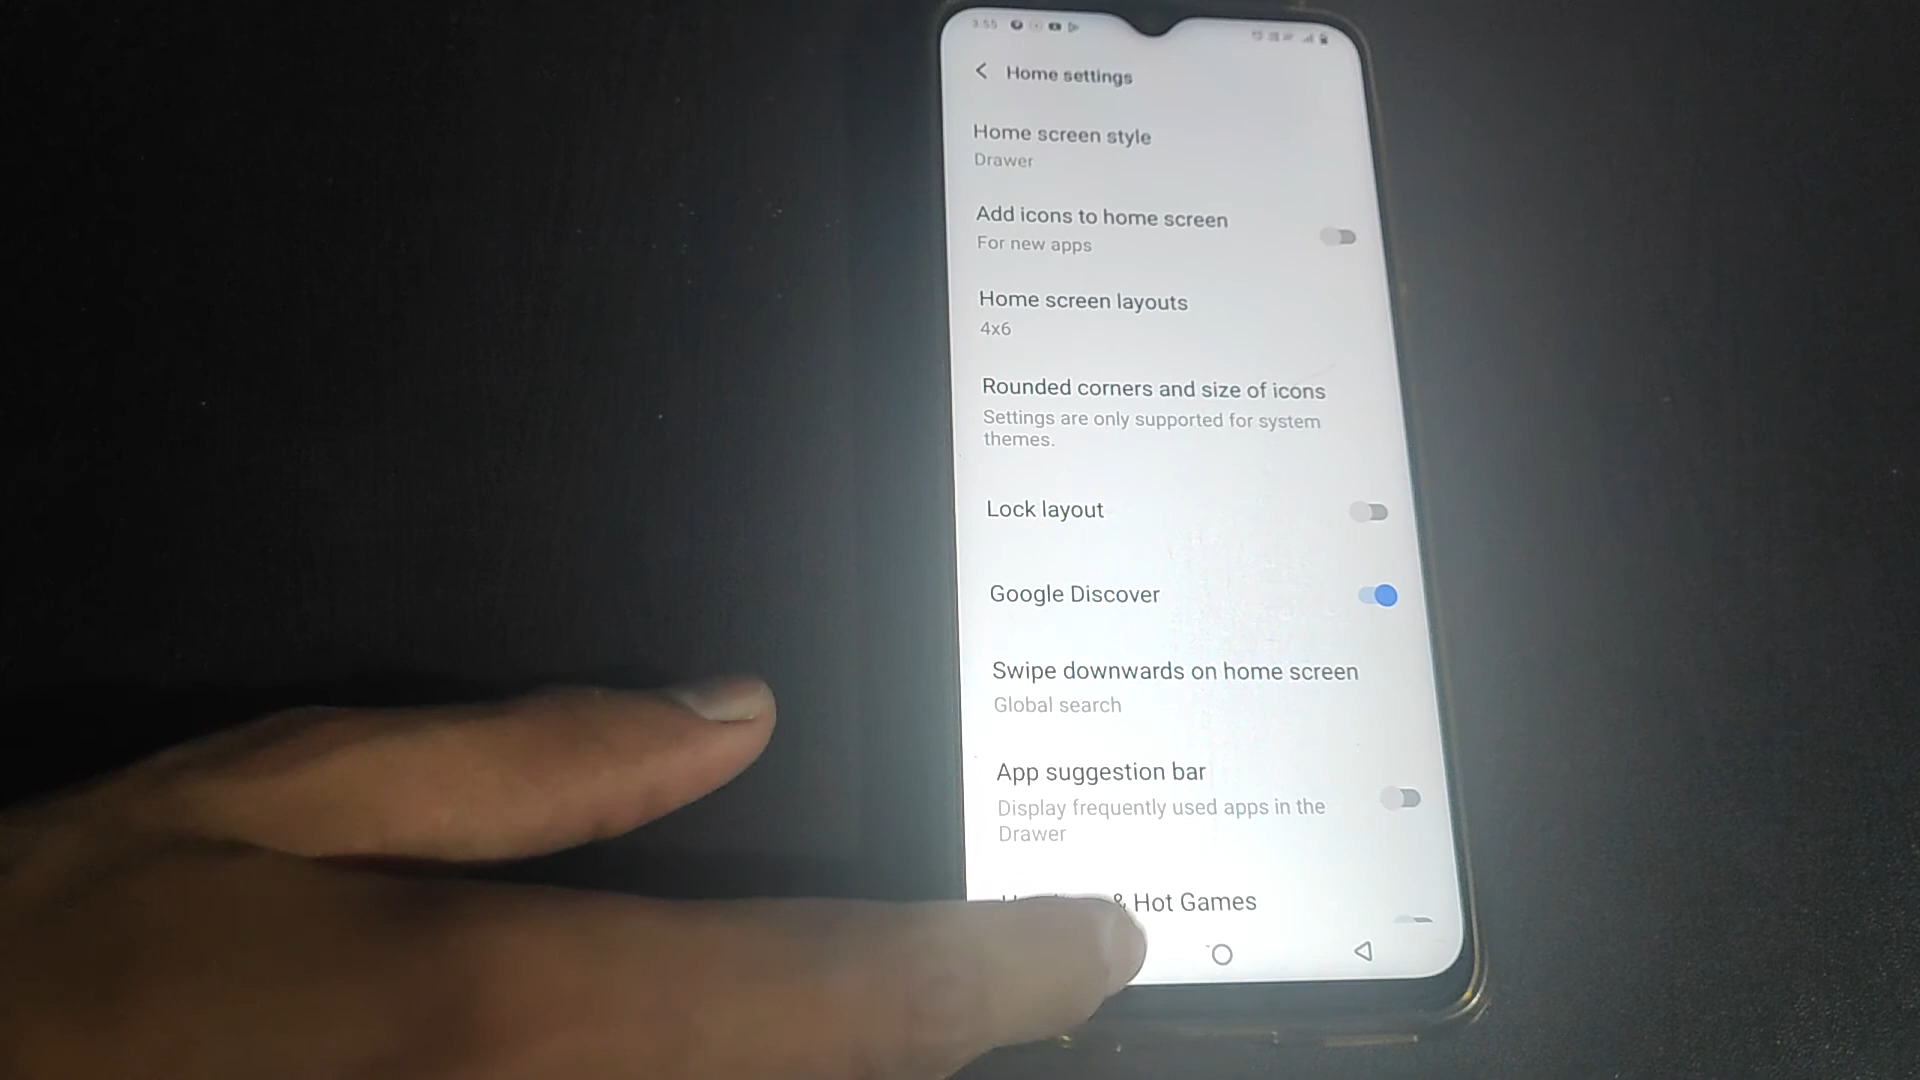 3:55
Home settings
Home screen style
Drawer
Add icons to home screen
For new apps
Home screen layouts
4x6
Rounded corners and size of icons
Settings are only supported for system
themes.
Lock layout
Google Discover
Swipe downwards on home screen
Global search
App suggestion bar
Display frequently used apps in the
Drawer
& Hot Games